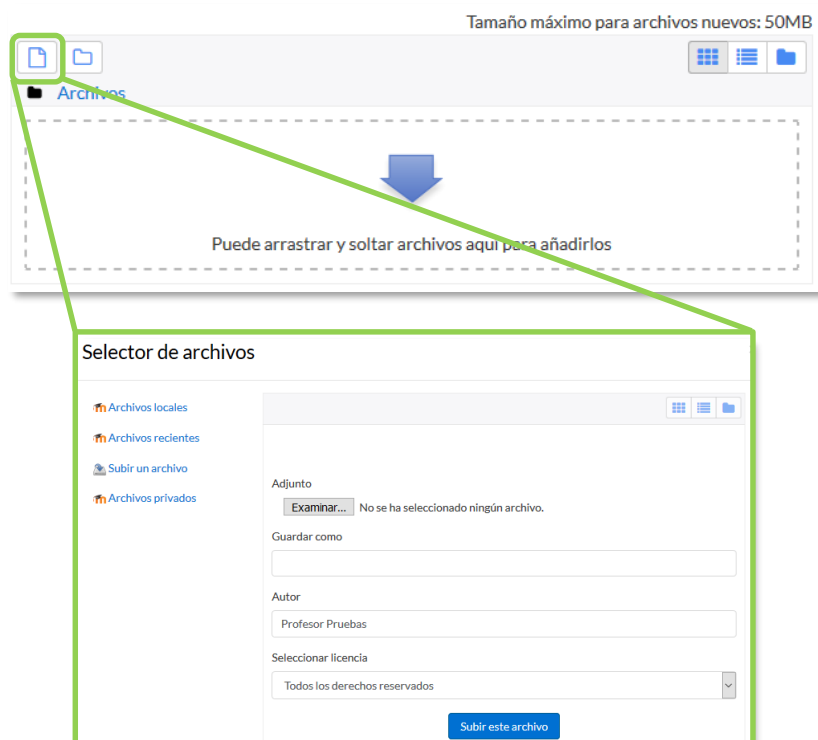 Tamaño máximo para archivos nuevos: 50MB
Archivos
Puede arrastrar y soltar archivos aquí para añadirlos
Selector de archivos
Archivos locales
Archivos recientes
Subir un archivo
Archivos privados
Adjunto
Examinar... No se ha seleccionado ningún archivo.
Guardar como
Autor
Profesor Pruebas
Seleccionar licencia
Todos los derechos reservados
Subir este archivo